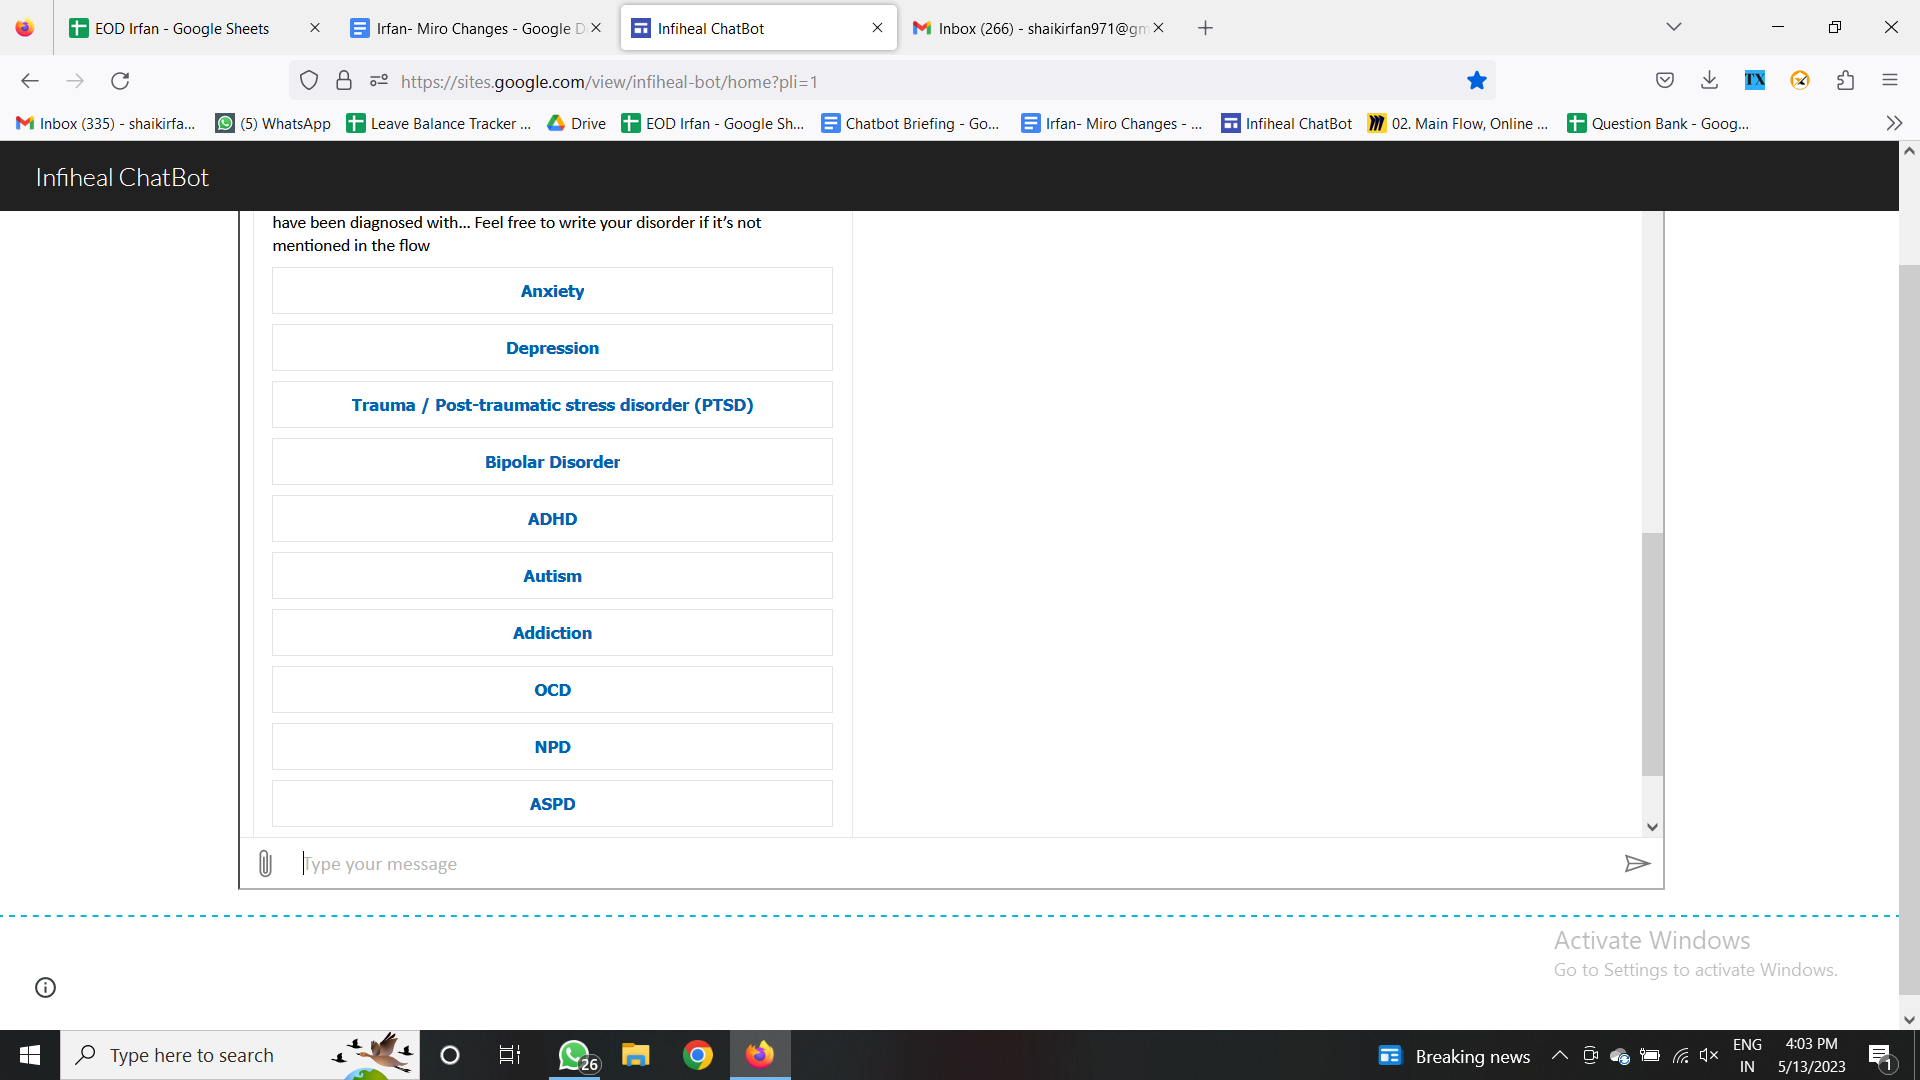 EOD Irfan - Google Sheets
Irfan- Miro Changes - Google D
Infiheal ChatBot
Inbox (266) - shaikirfan971@gm
https://sites.google.com/view/infiheal-bot/home?pli=1
TX
Inbox (335) - shaikirfa...
(5) WhatsApp
Leave Balance Tracker ...
Drive
EOD Irfan - Google Sh...
Chatbot Briefing - Go...
Irfan- Miro Changes - ...
Infiheal ChatBot
02. Main Flow, Online ...
Question Bank - Goog...
Infiheal ChatBot
have been diagnosed with... Feel free to write your disorder if it's not
mentioned in the flow
Anxiety
Depression
Trauma / Post-traumatic stress disorder (PTSD)
Bipolar Disorder
ADHD
Autism
Addiction
OCD
NPD
ASPD
Type your message
Activate Windows
Go to Settings to activate Windows.
Type here to search
26
Breaking news
ENG
IN
4:03 PM
5/13/2023
1